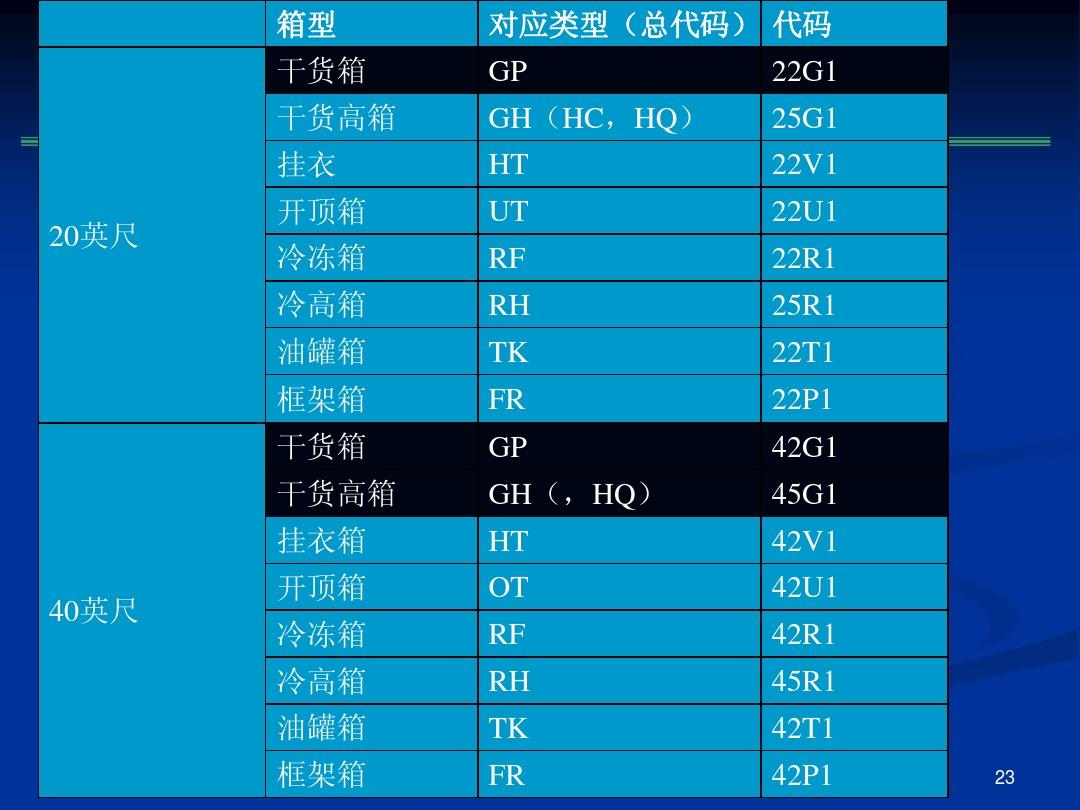 箱型 对应类型（总代码） 代码
20英尺
干货箱 GP 22G1
干货高箱 GH（HC，HQ） 25G1
挂衣 HT 22V1
开顶箱 UT 22U1
冷冻箱 RF 22R1
冷高箱 RH 25R1
油罐箱 TK 22T1
框架箱 FR 22P1
40英尺
干货箱 GP 42G1
干货高箱 GH（，HQ） 45G1
挂衣箱 HT 42V1
开顶箱 OT 42U1
冷冻箱 RF 42R1
冷高箱 RH 45R1
油罐箱 TK 42T1
框架箱 FR 42P1
23